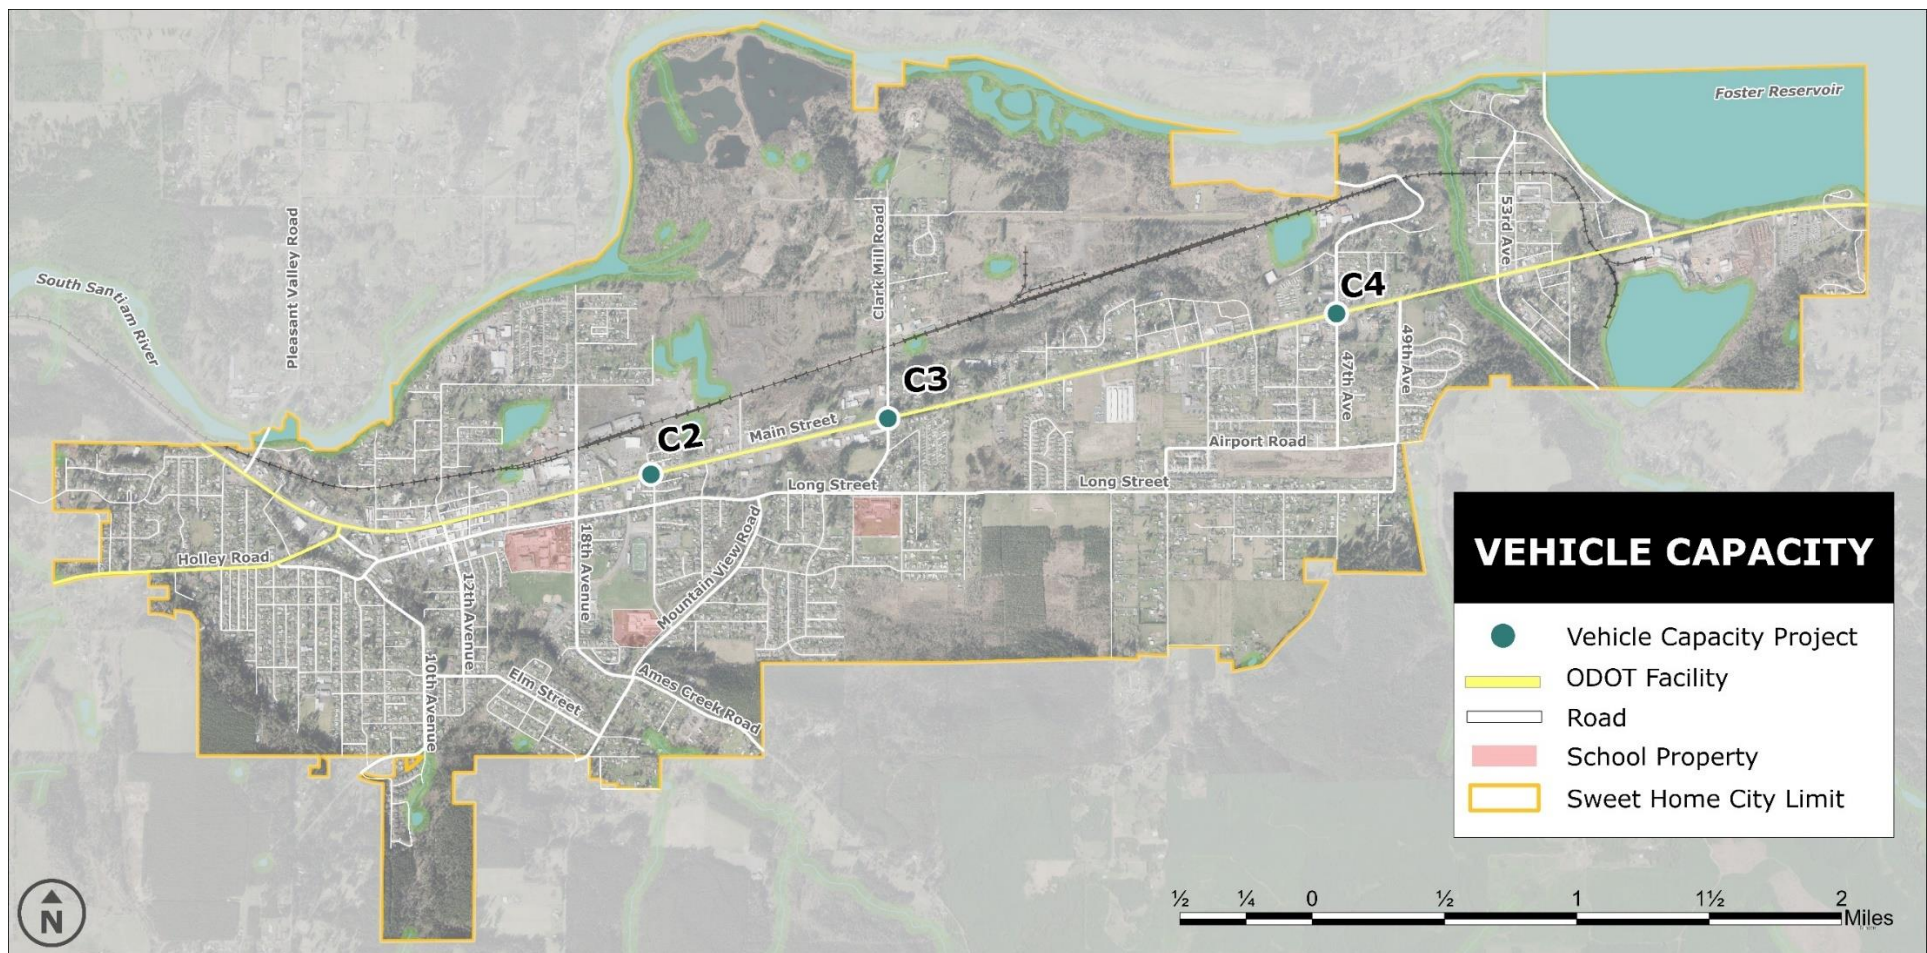 Foster Reservoir
Pleasant Valley Road
South Santiam River
Clark Mill Road
53rd Ave
C4
49th Ave
47th Ave
C3
C2
Main Street
Airport Road
Long Street
Long Street
Holley Road
18th Avenue
12th Avenue
Mountain View Road
10th Avenue
Elm Street
Ames Creek Road
VEHICLE CAPACITY
Vehicle Capacity Project
ODOT Facility
Road
School Property
Sweet Home City Limit
N
½ ¼ 0 ½ 1 1½ 2
Miles